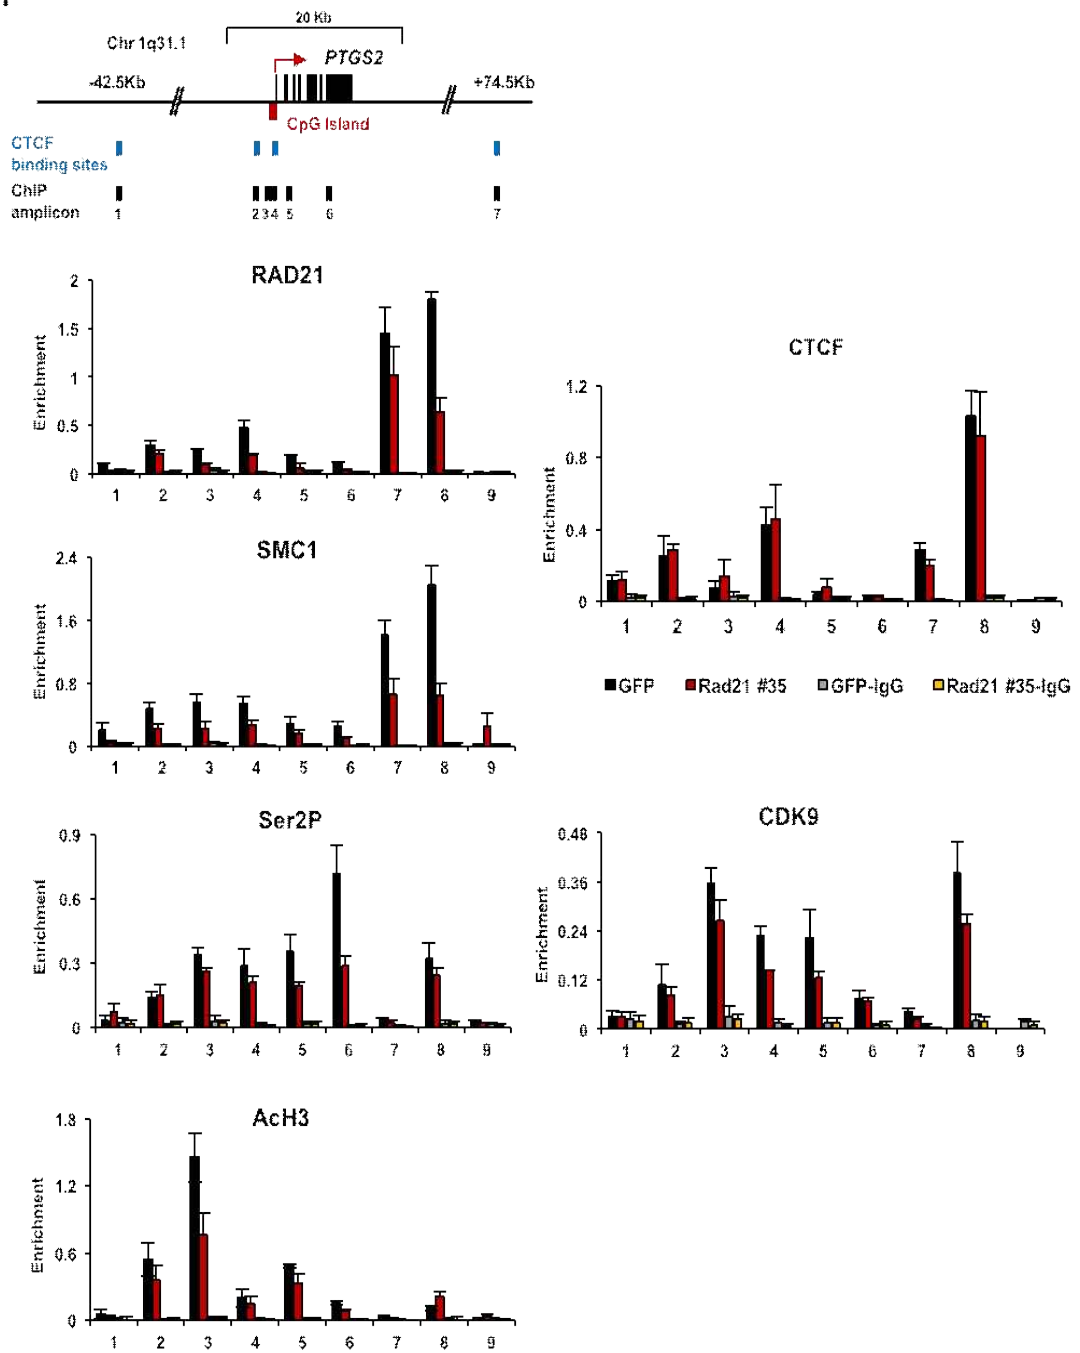 20 Kb
Chr 1q31.1
PTGS2
-42.5Kb
+74.5Kb
CpG Island
CTCF
binding sites
ChIP
amplicon
1 2 3 4 5 6 7
RAD21
Enrichment
2
1.5
1
0.5
0
1 2 3 4 5 6 7 8 9
CTCF
Enrichment
1.2
0.8
0.4
0
1 2 3 4 5 6 7 8 9
GFP Rad21 #35 GFP-IgG Rad21 #35-IgG
SMC1
Enrichment
2.4
1.6
0.8
0
1 2 3 4 5 6 7 8 9
Ser2P
Enrichment
0.9
0.6
0.3
0
1 2 3 4 5 6 7 8 9
CDK9
Enrichment
0.48
0.36
0.24
0.12
0
1 2 3 4 5 6 7 8 9
AcH3
Enrichment
1.8
1.2
0.6
0
1 2 3 4 5 6 7 8 9